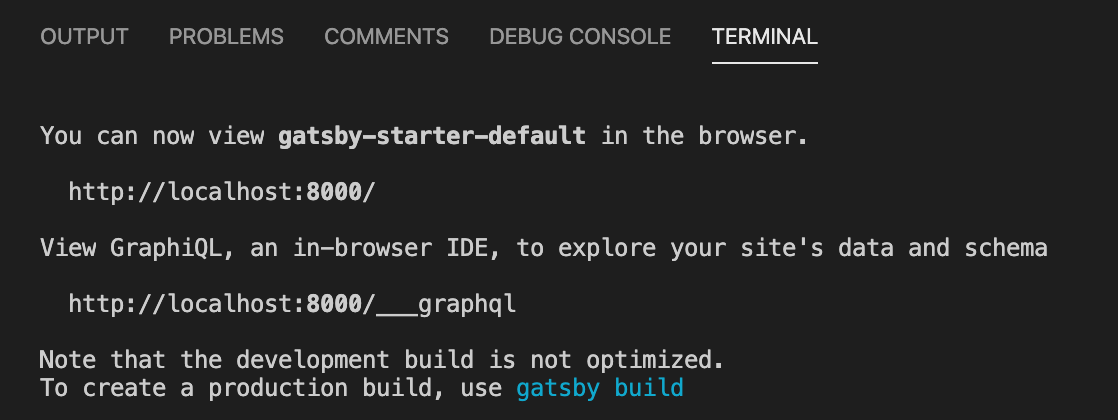 OUTPUT PROBLEMS COMMENTS DEBUG CONSOLE TERMINAL
You can now view gatsby-starter-default in the browser.
http://localhost:8000/
View GraphiQL, an in-browser IDE, to explore your site's data and schema
http://localhost:8000/___graphql
Note that the development build is not optimized.
To create a production build, use gatsby build